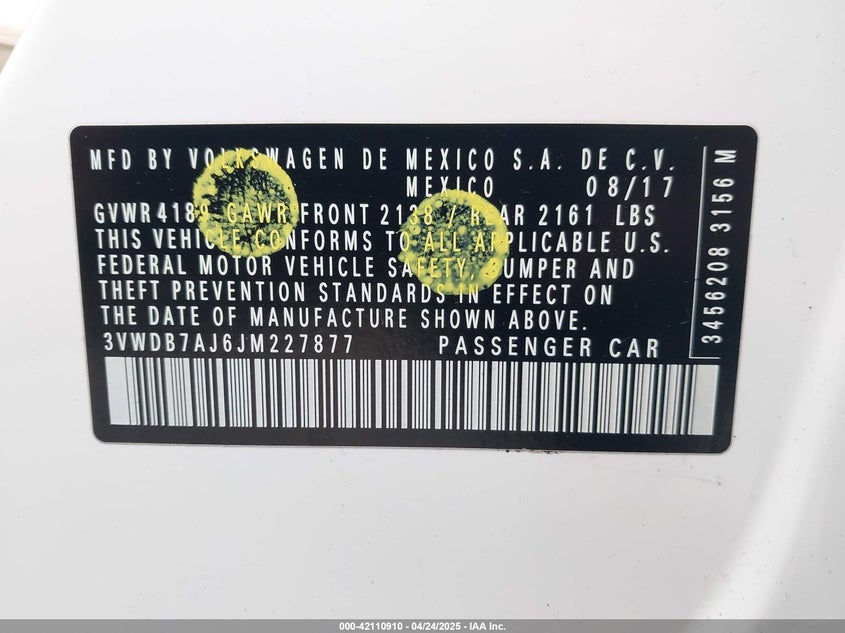 MFD BY VOLKSWAGEN DE MEXICO S.A. DE C.V.
MEXICO 08/17
GVWR 4189 GAWR FRONT 2138 / REAR 2161 LBS
THIS VEHICLE CONFORMS TO ALL APPLICABLE U.S.
FEDERAL MOTOR VEHICLE SAFETY, BUMPER AND
THEFT PREVENTION STANDARDS IN EFFECT ON
THE DATE OF MANUFACTURE SHOWN ABOVE.
3VWDB7AJ6JM227877 PASSENGER CAR
3456208 3156 M
000-42110910 - 04/24/2025 - IAA Inc.